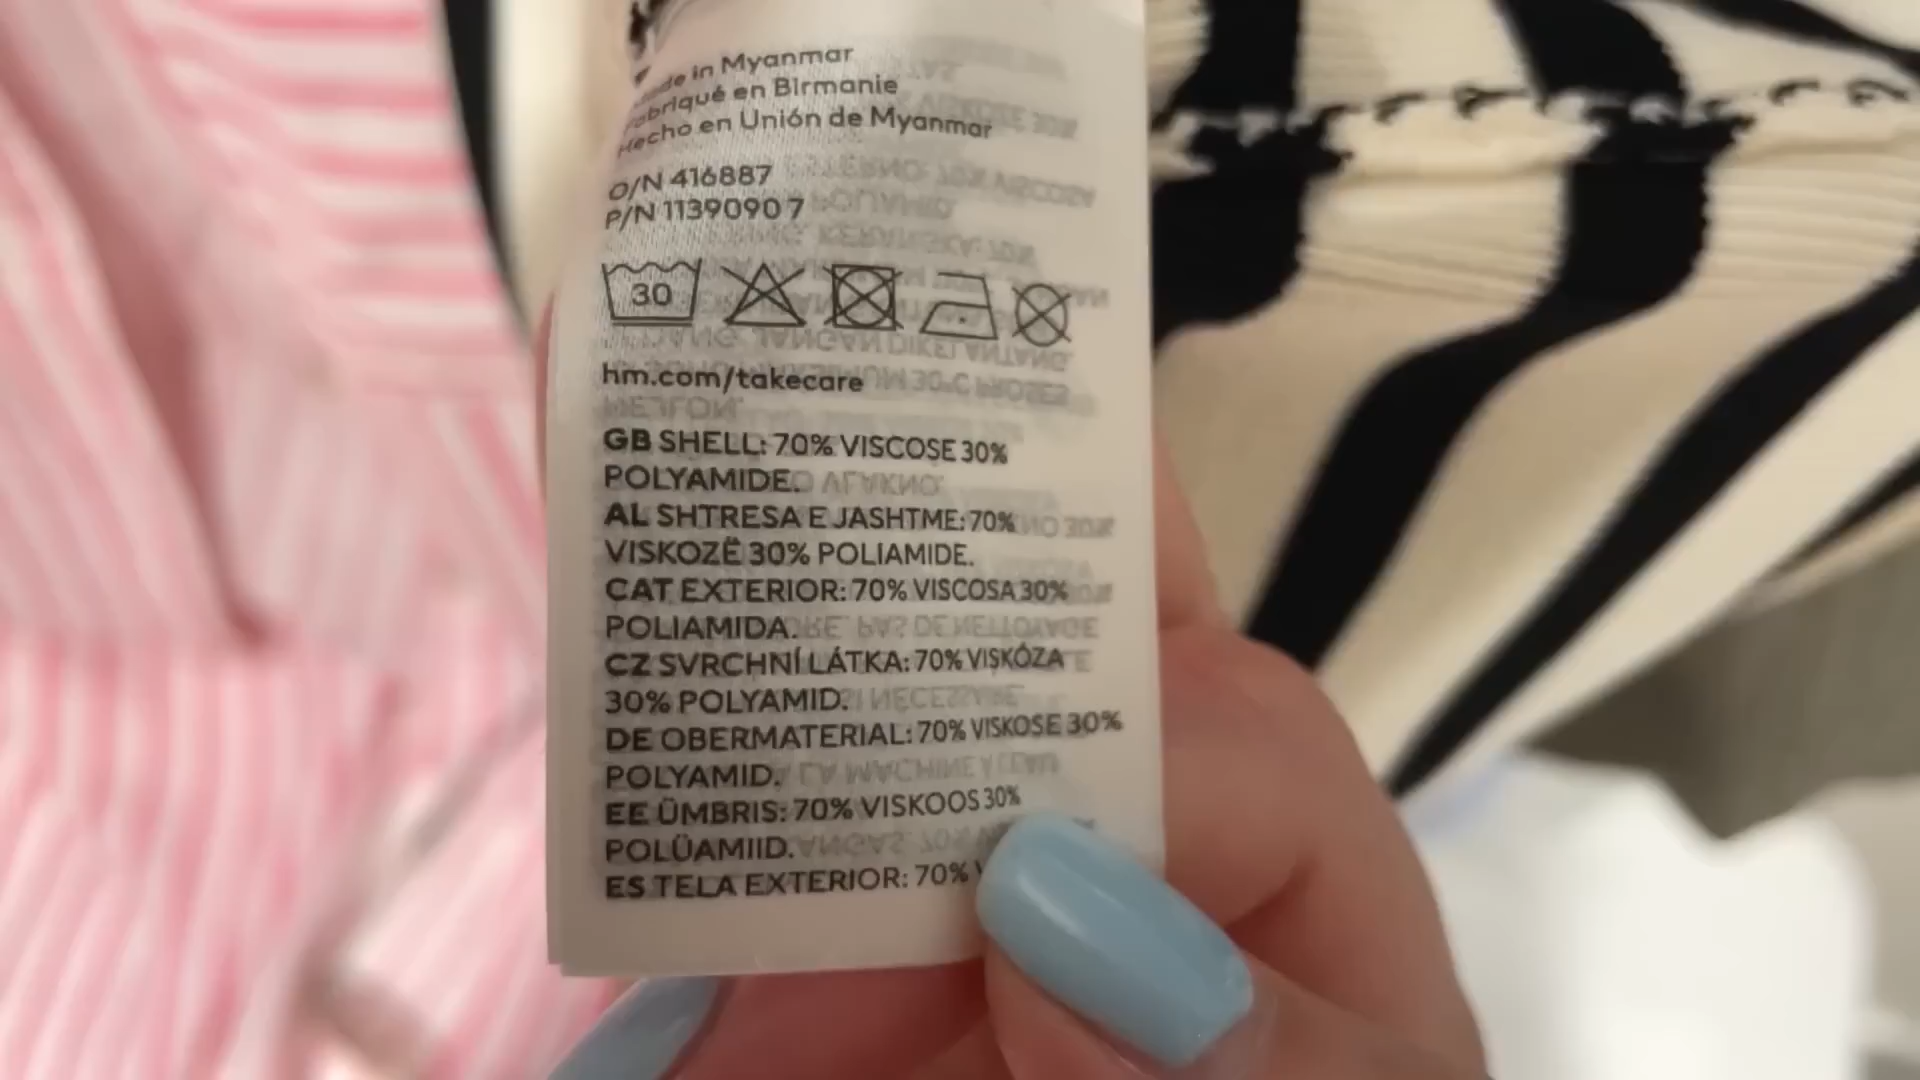 Made in Myanmar
Fabriqué en Birmanie
Hecho en Unión de Myanmar
O/N 416887
P/N 11390907
30
hm.com/takecare
GB SHELL: 70% VISCOSE 30%
POLYAMIDE.
AL SHTRESA E JASHTME: 70%
VISKOZË 30% POLIAMIDE.
CAT EXTERIOR: 70% VISCOSA 30%
POLIAMIDA.
CZ SVRCHNÍ LÁTKA: 70% VISKÓZA
30% POLYAMID.
DE OBERMATERIAL: 70% VISKOSE 30%
POLYAMID.
EE ÜMBRIS: 70% VISKOOS 30%
POLÜAMIID.
ES TELA EXTERIOR: 70%